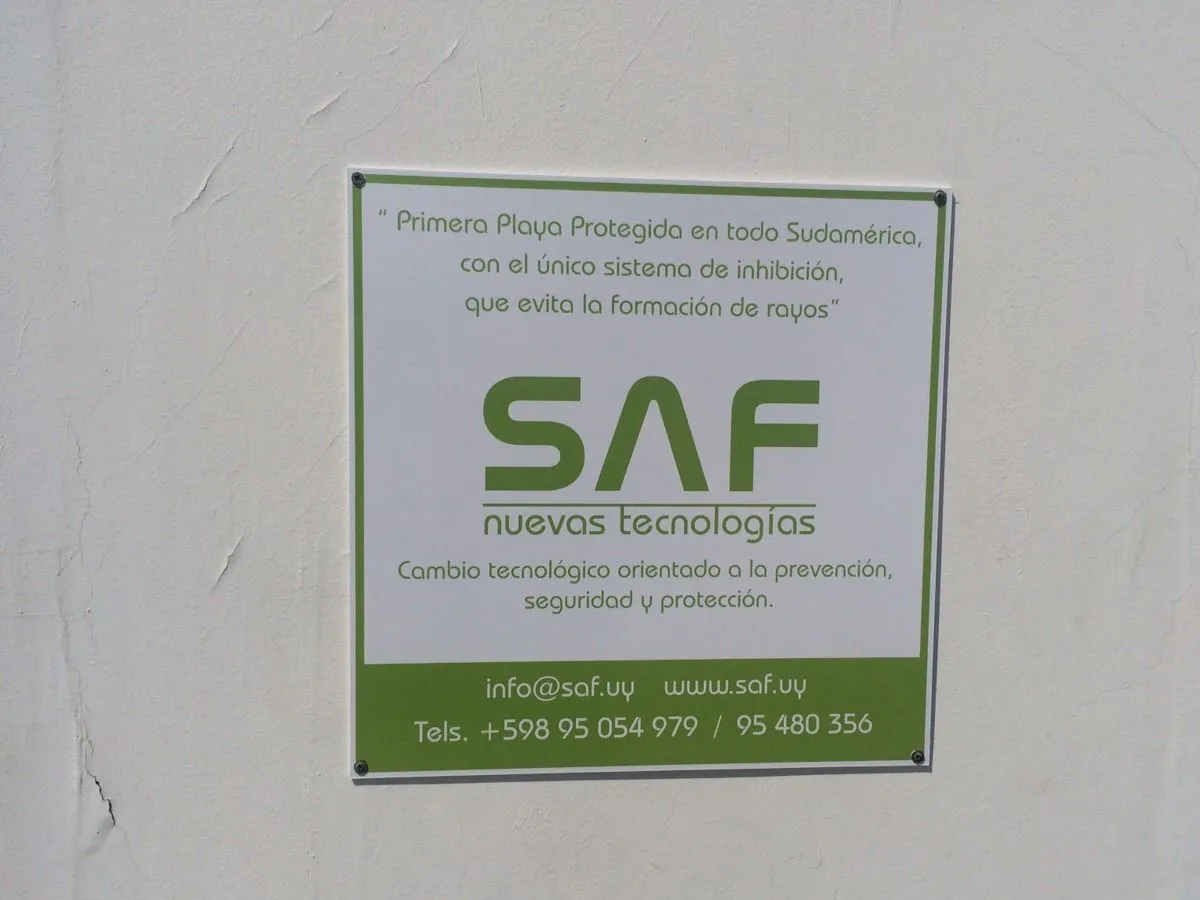 “ Primera Playa Protegida en todo Sudamérica,
con el único sistema de inhibición,
que evita la formación de rayos”
SAF
nuevas tecnologías
Cambio tecnológico orientado a la prevención,
seguridad y protección.
info@saf.uy www.saf.uy
Tels. +598 95 054 979 / 95 480 356